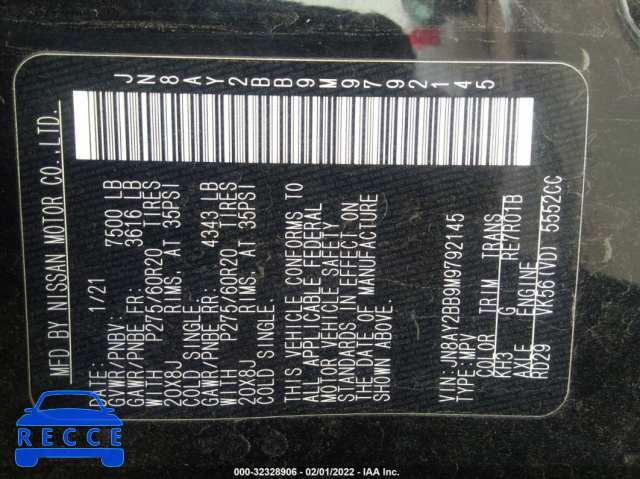 MFD BY NISSAN MOTOR CO., LTD.
JN8AY2BB9M9792145
DATE: 1/21
GVWR/PNBV: 7500 LB
GAWR/PNBE FR: 3616 LB
WITH P275/60R20 TIRES
20X8J RIMS, AT 35PSI
COLD SINGLE.
GAWR/PNBE RR: 4343 LB
WITH P275/60R20 TIRES
20X8J RIMS, AT 35PSI
COLD SINGLE.
THIS VEHICLE CONFORMS TO
ALL APPLICABLE FEDERAL
MOTOR VEHICLE SAFETY
STANDARDS IN EFFECT ON
THE DATE OF MANUFACTURE
SHOWN ABOVE.
VIN: JN8AY2BB9M9792145
TYPE: MPV
COLOR TRIM TRANS
KH3 G RE7R01B
AXLE ENGINE
RD29 VK56(VD) 5552CC
IAA
000-32328906 - 02/01/2022 - IAA Inc.